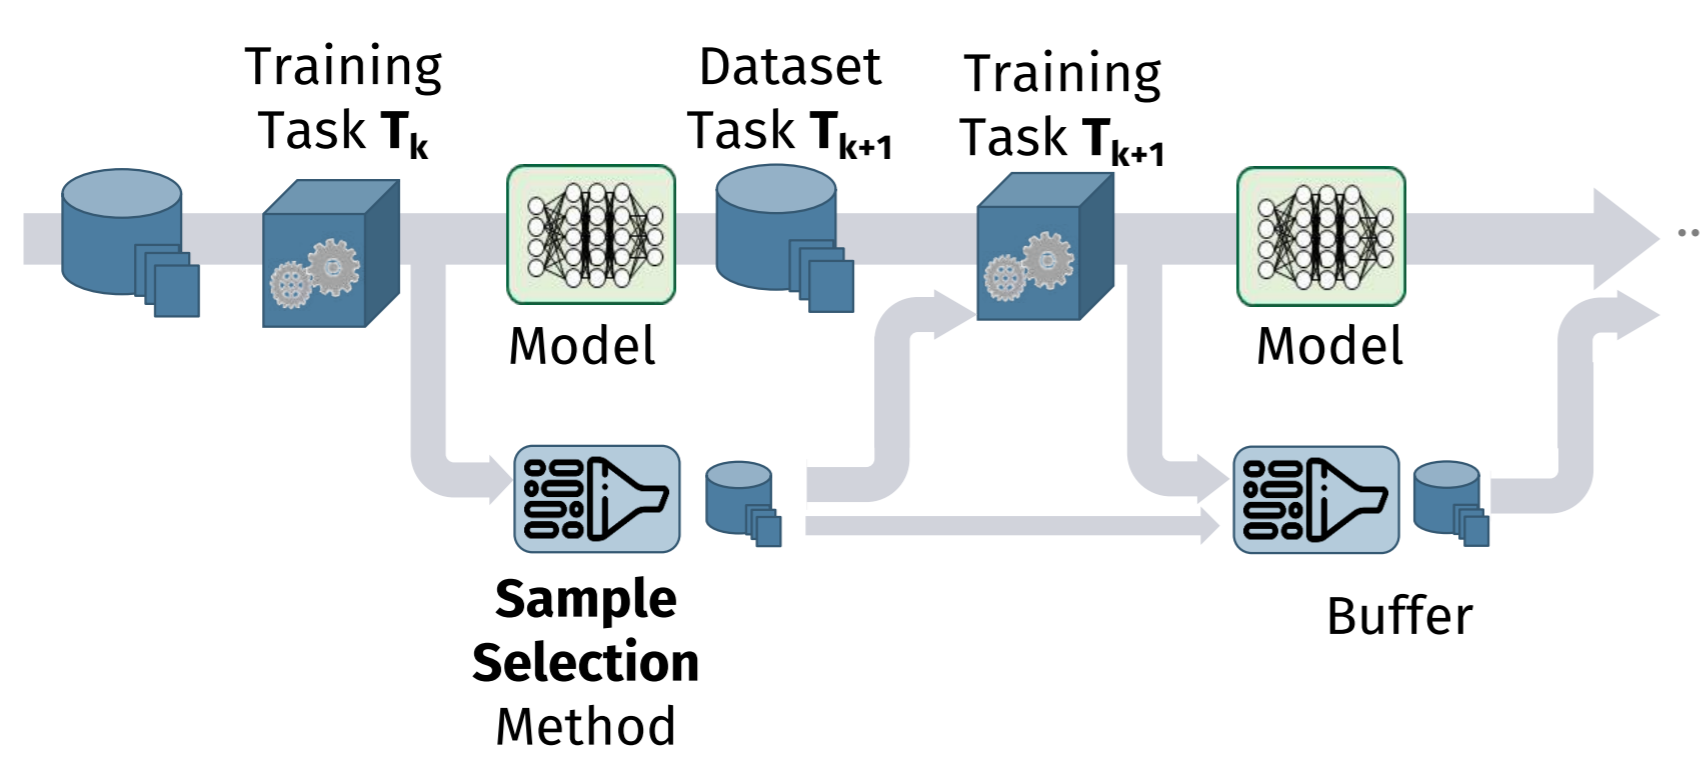 Training
Task Tk
Dataset
Task Tk+1
Training
Task Tk+1
Model
Model
Sample
Selection
Method
Buffer
..